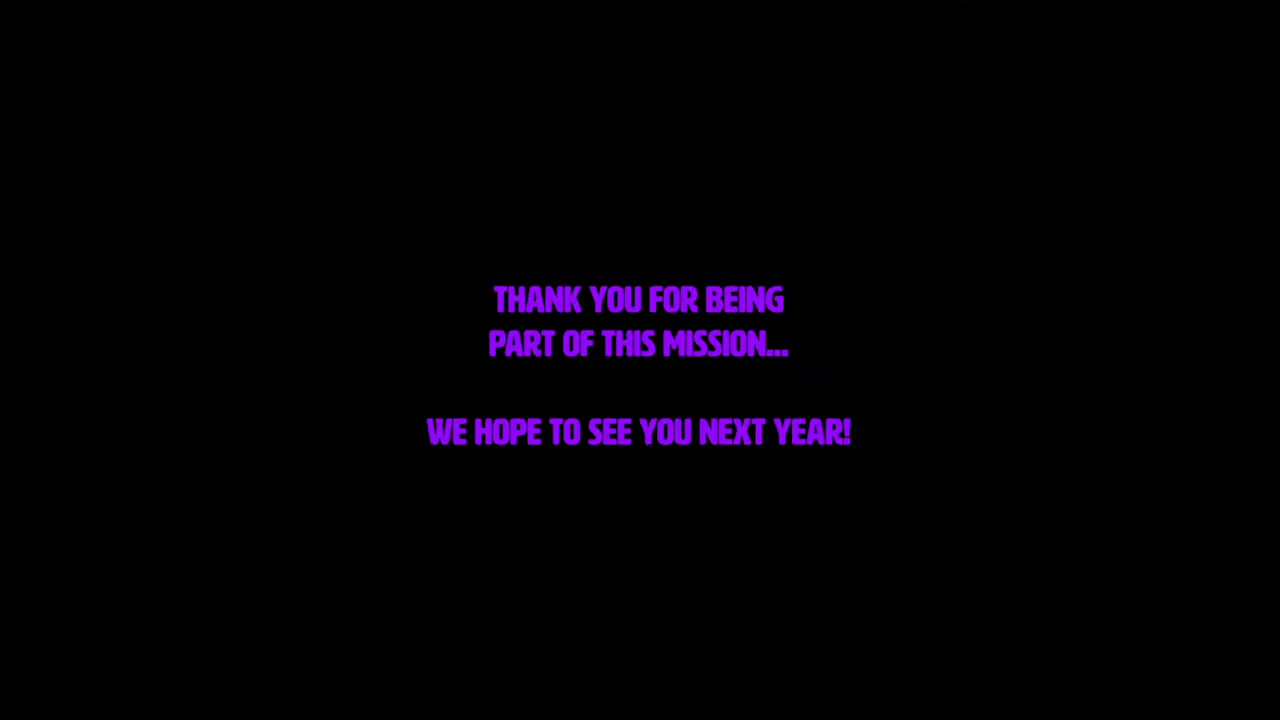 THANK YOU FOR BEING
PART OF THIS MISSION...
WE HOPE TO SEE YOU NEXT YEAR!